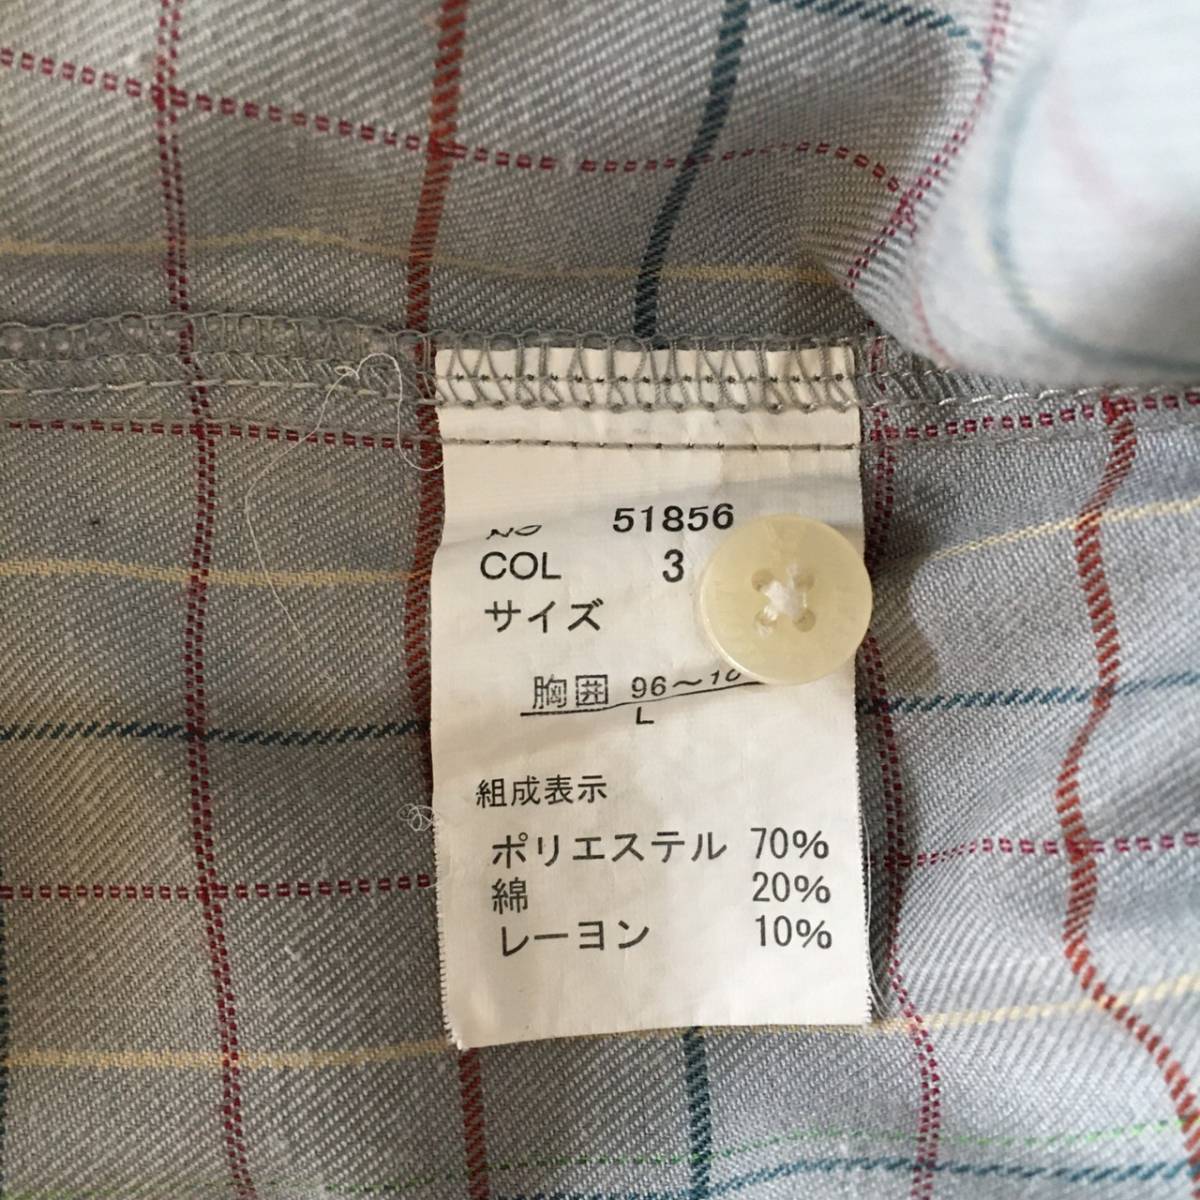 NO 51856
COL 3
サイズ
胸囲 96～
L
組成表示
ポリエステル 70%
綿 20%
レーヨン 10%